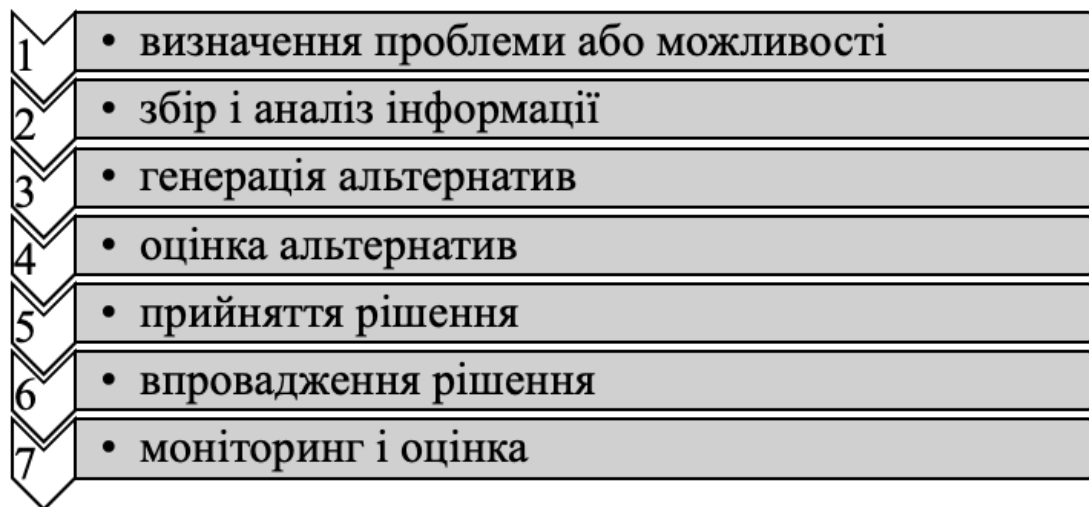 1 • визначення проблеми або можливості
2 • збір і аналіз інформації
3 • генерація альтернатив
4 • оцінка альтернатив
5 • прийняття рішення
6 • впровадження рішення
7 • моніторинг і оцінка